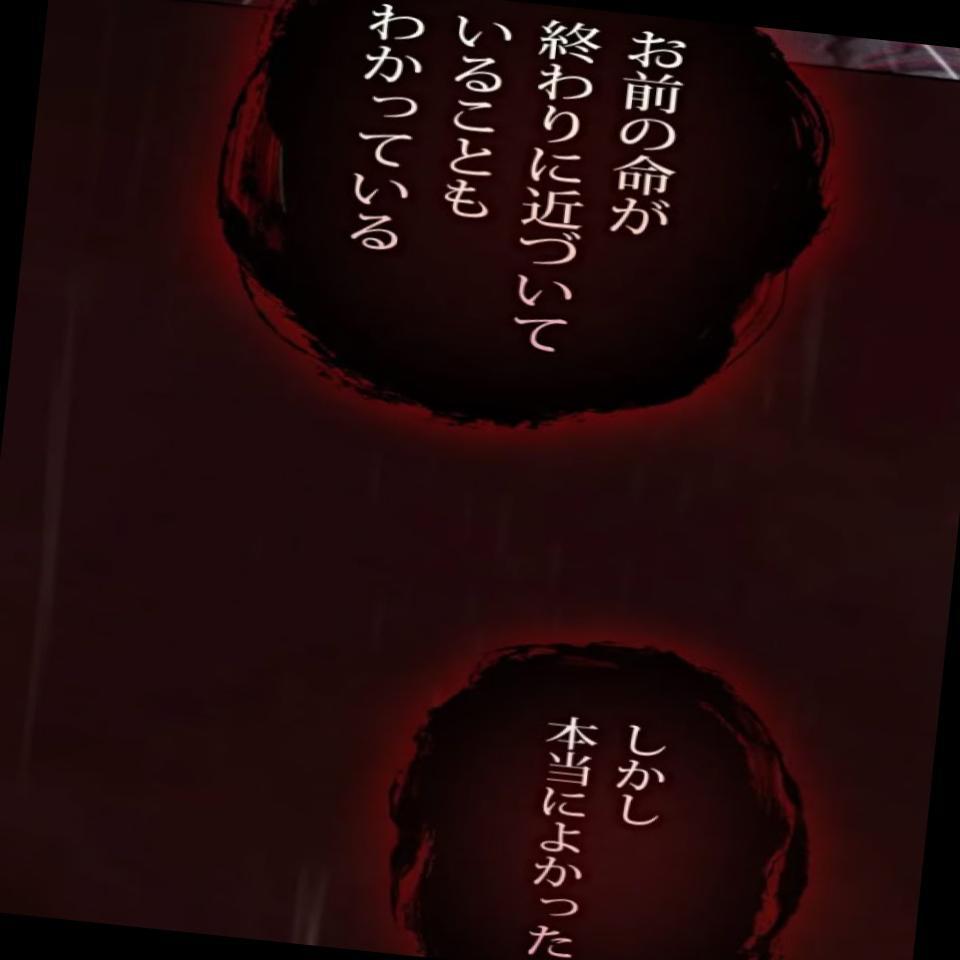 お前の命が
終わりに近づいて
いることも
わかっている
しかし
本当によかった